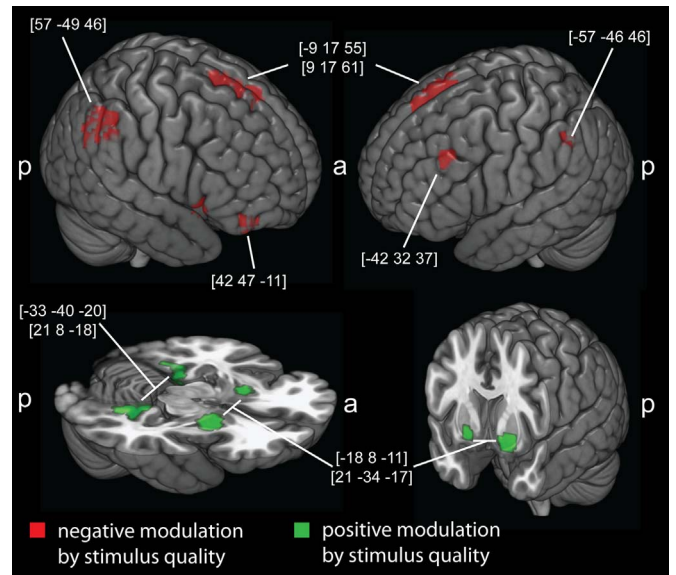 [57 -49 46]
[-9 17 55]
[9 17 61]
[-57 -46 46]
p
a
p
[42 47 -11]
[-42 32 37]
[-33 -40 -20]
[21 8 -18]
p
a
p
[-18 8 -11]
[21 -34 -17]
negative modulation
by stimulus quality
positive modulation
by stimulus quality